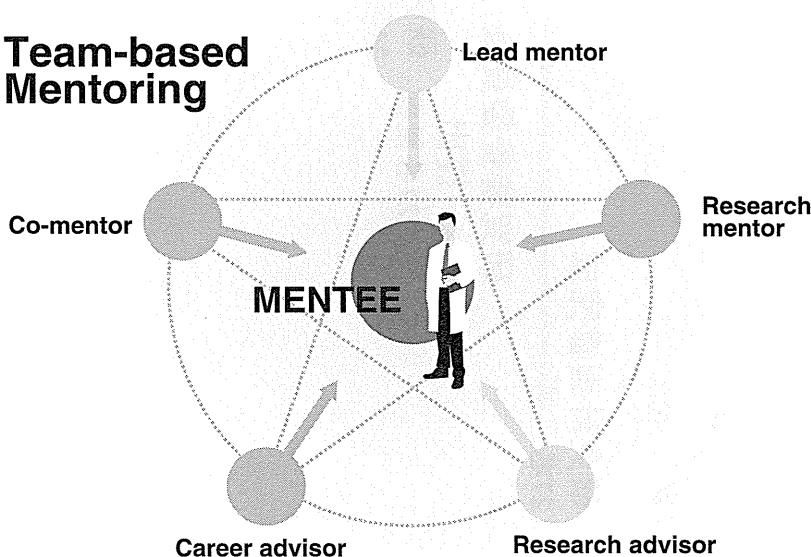 Team-based
Mentoring
Lead mentor
Co-mentor
Research
mentor
MENTEE
Career advisor
Research advisor